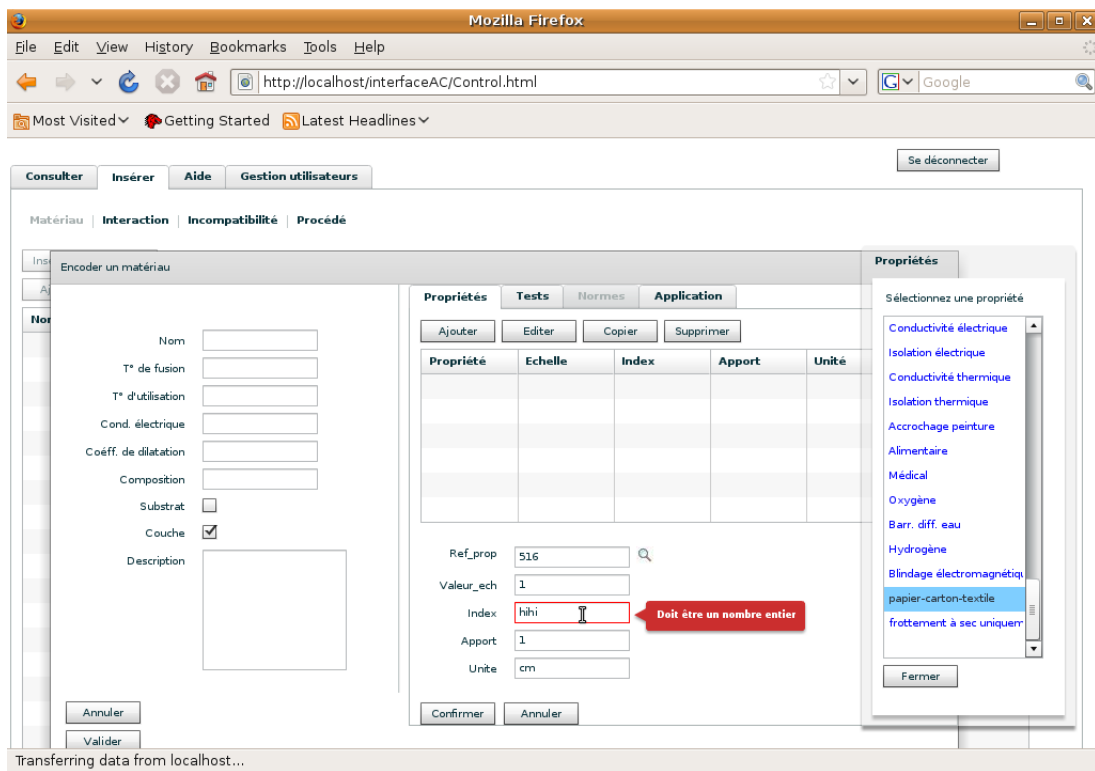 Mozilla Firefox
File Edit View History Bookmarks Tools Help
http://localhost/interfaceAC/Control.html
G Google
Most Visited Getting Started Latest Headlines
Se déconnecter
Consulter Insérer Aide Gestion utilisateurs
Matériau | Interaction | Incompatibilité | Procédé
Ins
Aj
Nor
Encoder un matériau
Nom
T° de fusion
T° d'utilisation
Cond. électrique
Coéff. de dilatation
Composition
Substrat
Couche
Description
Annuler
Valider
Propriétés Tests Normes Application
Ajouter Editer Copier Supprimer
Propriété Echelle Index Apport Unité
Ref_prop 516
Valeur_ech 1
Index hihi Doit être un nombre entier
Apport 1
Unite cm
Confirmer Annuler
Propriétés
Sélectionnez une propriété
Conductivité électrique
Isolation électrique
Conductivité thermique
Isolation thermique
Accrochage peinture
Alimentaire
Médical
Oxygène
Barr. diff. eau
Hydrogène
Blindage électromagnétiqu
papier-carton-textile
frottement à sec uniquem
Fermer
Transferring data from localhost...